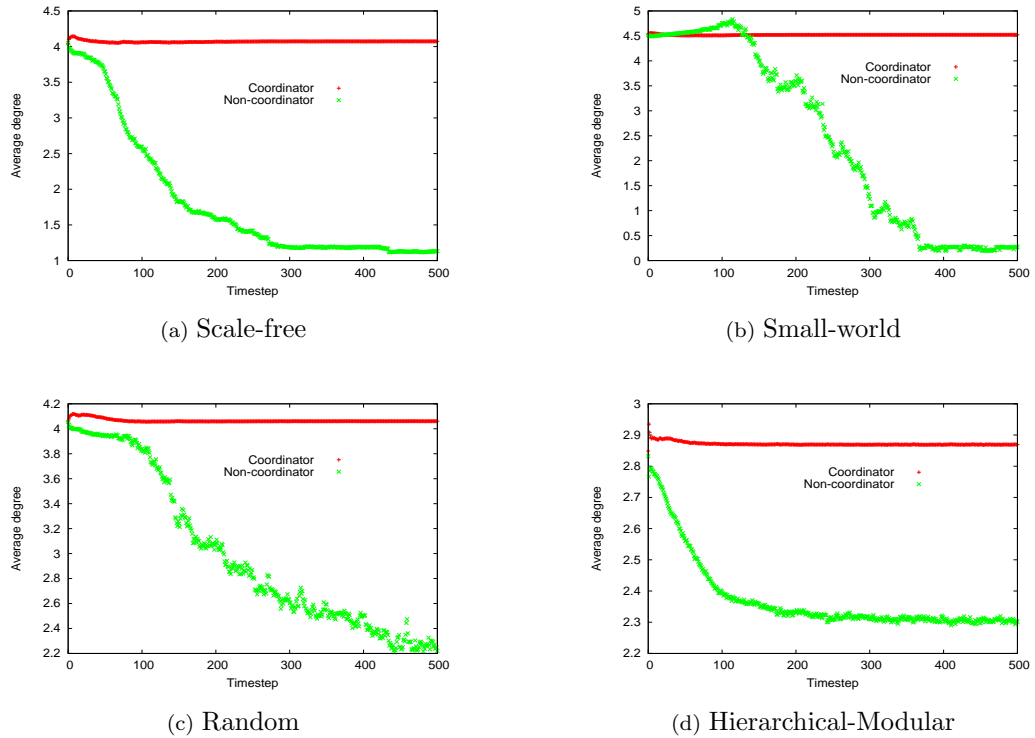 4.5
4
3.5
3
2.5
2
1.5
1
Average degree
Coordinator
Non-coordinator
0 100 200 300 400 500
Timestep
(a) Scale-free
5
4.5
4
3.5
3
2.5
2
1.5
1
0.5
0
Average degree
Coordinator
Non-coordinator
0 100 200 300 400 500
Timestep
(b) Small-world
4.2
4
3.8
3.6
3.4
3.2
3
2.8
2.6
2.4
2.2
Average degree
Coordinator
Non-coordinator
0 100 200 300 400 500
Timestep
(c) Random
3
2.9
2.8
2.7
2.6
2.5
2.4
2.3
2.2
Average degree
Coordinator
Non-coordinator
0 100 200 300 400 500
Timestep
(d) Hierarchical-Modular